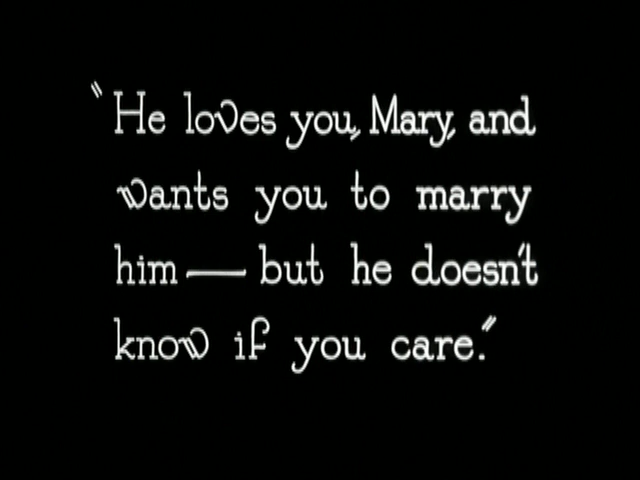 "He loves you, Mary, and
wants you to marry
him — but he doesn't
know if you care."